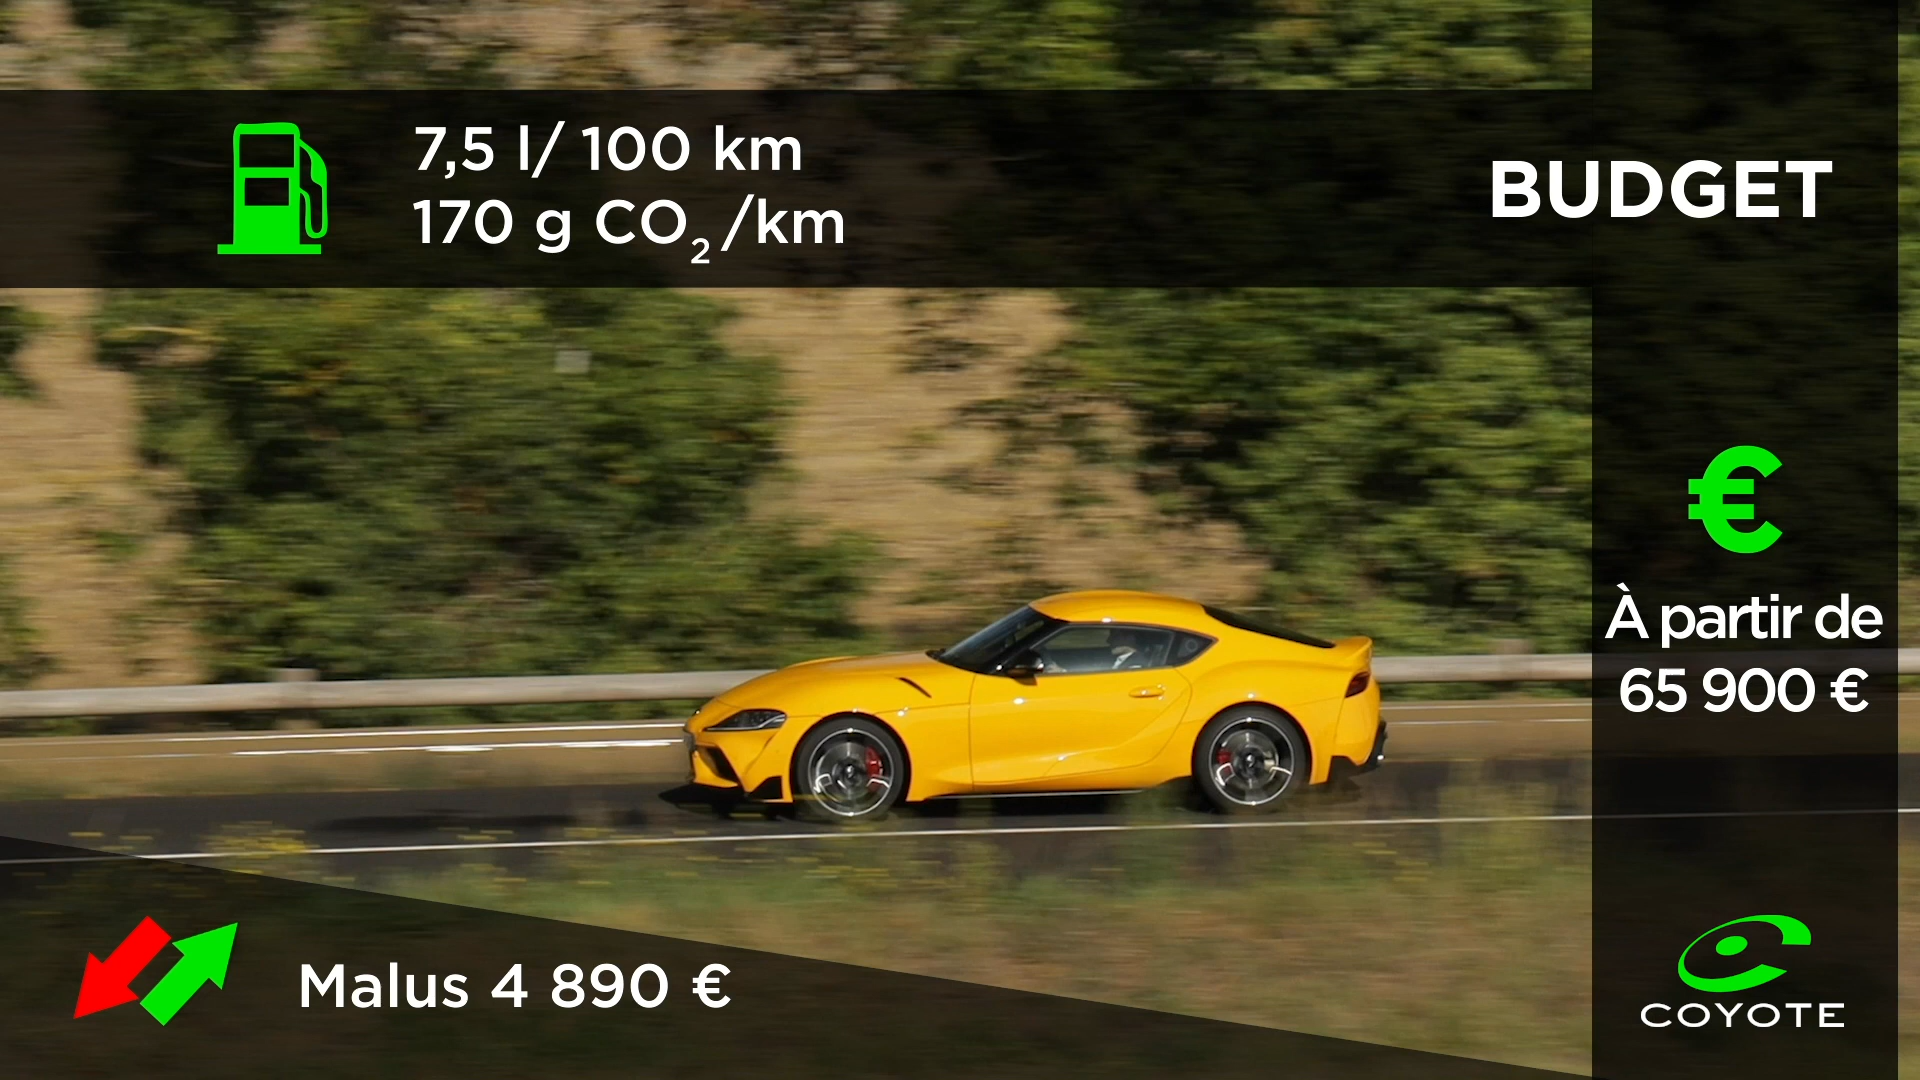 7,5 l/ 100 km
170 g CO₂/km
BUDGET
€
À partir de
65 900 €
Malus 4 890 €
COYOTE